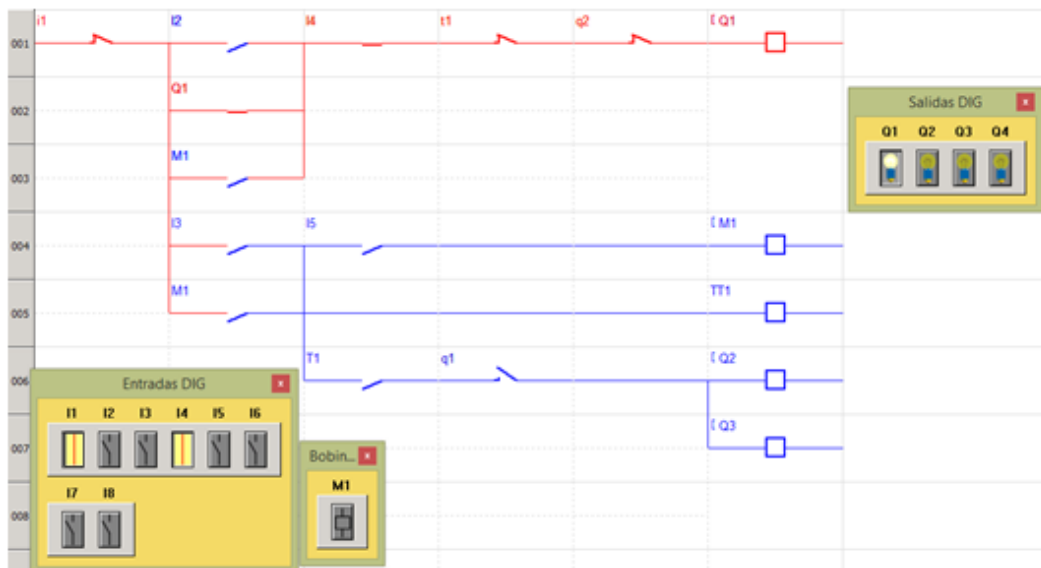 i1 I2 I4 t1 q2 [ Q1
001
Q1
002
M1
003
I3 I5 [ M1
004
M1 TT1
005
T1 q1 [ Q2
006
[ Q3
007
008
Salidas DIG x
Q1 Q2 Q3 Q4
Entradas DIG x
I1 I2 I3 I4 I5 I6
I7 I8
Bobin... x
M1